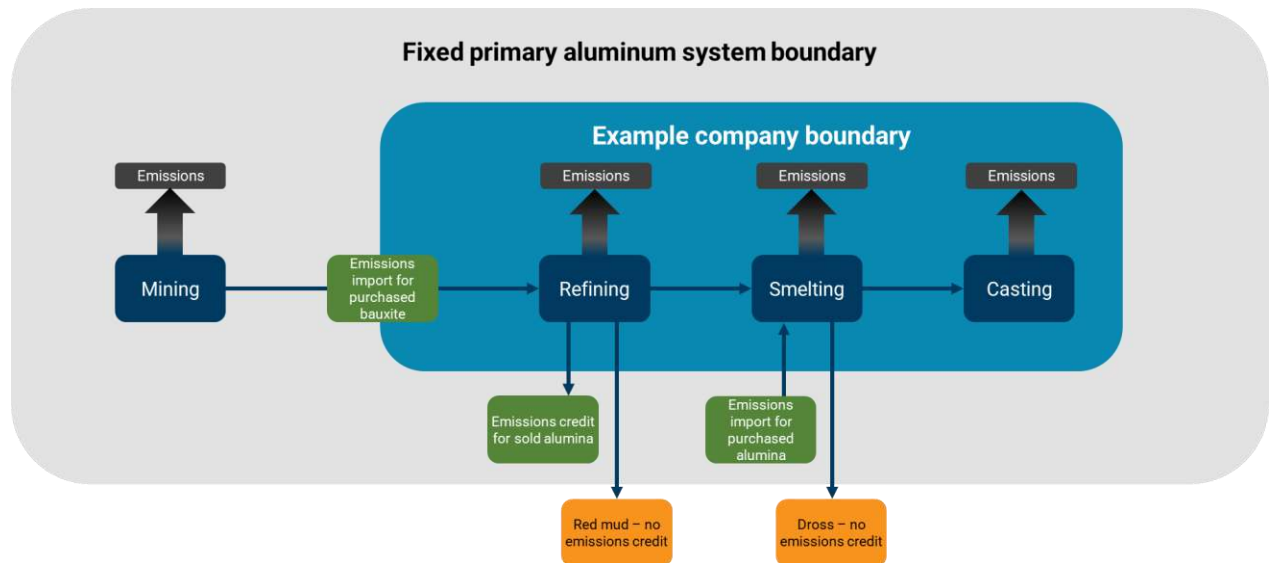 Fixed primary aluminum system boundary
Example company boundary
Emissions
Emissions
Emissions
Emissions
Mining
Emissions
import for
purchased
bauxite
Refining
Smelting
Casting
Emissions credit
for sold alumina
Emissions
import for
purchased
alumina
Red mud – no
emissions credit
Dross – no
emissions credit